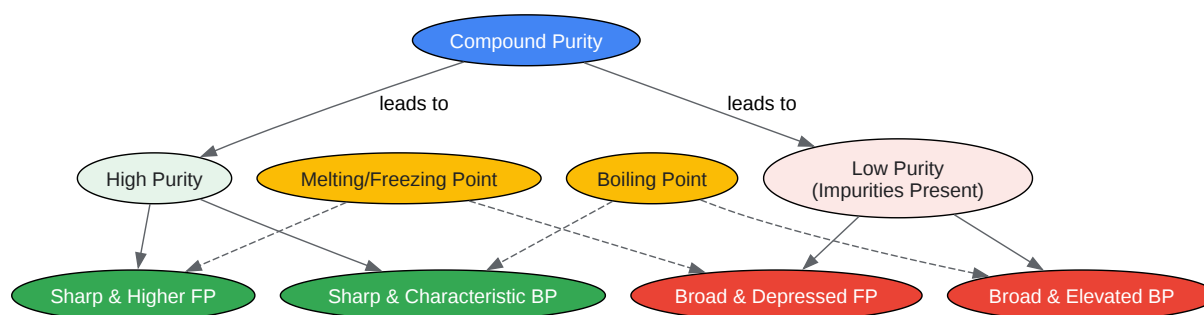 Compound Purity
leads to
leads to
High Purity
Melting/Freezing Point
Boiling Point
Low Purity
(Impurities Present)
Sharp & Higher FP
Sharp & Characteristic BP
Broad & Depressed FP
Broad & Elevated BP